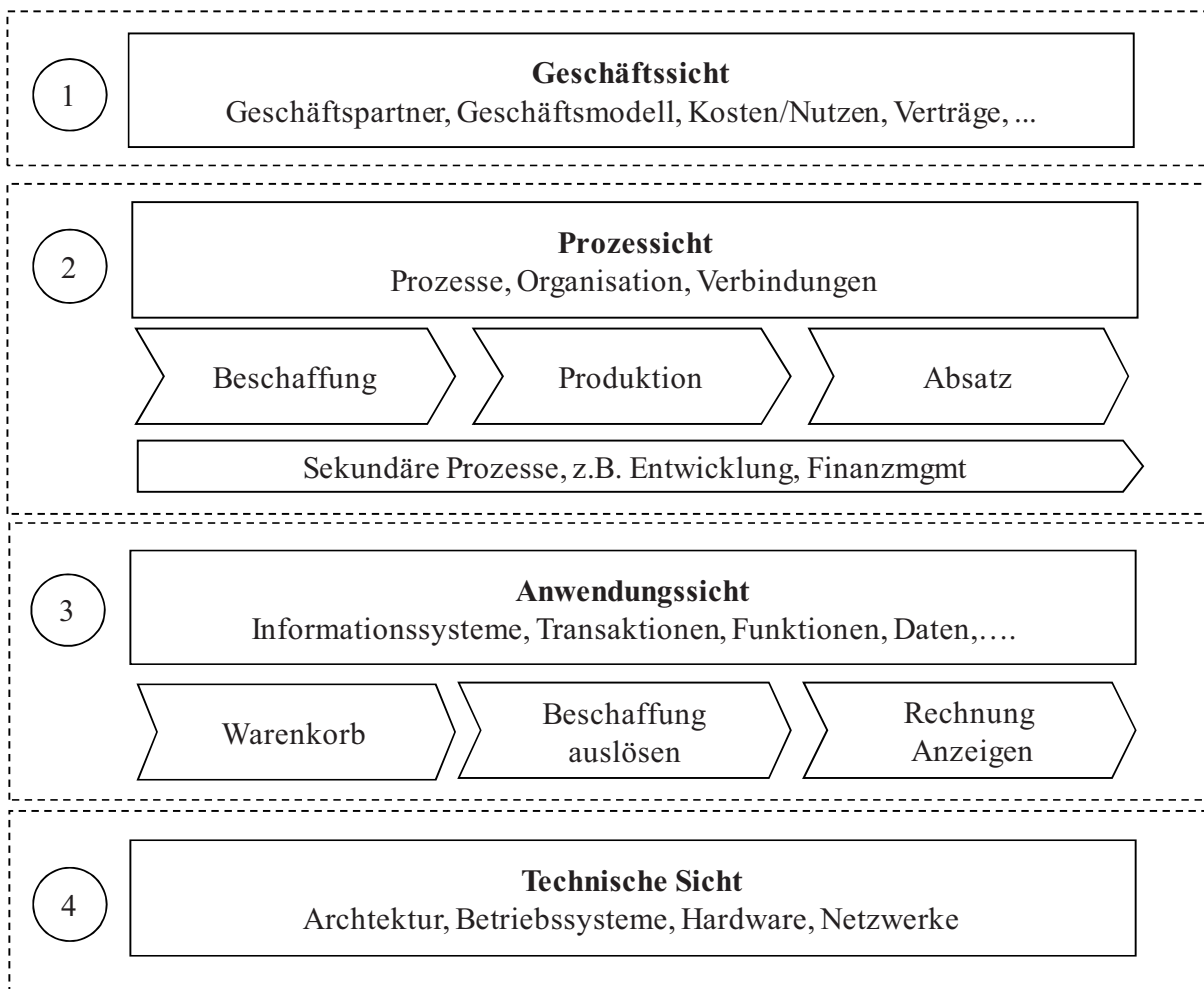 1
Geschäftssicht
Geschäftspartner, Geschäftsmodell, Kosten/Nutzen, Verträge, ...
2
Prozessicht
Prozesse, Organisation, Verbindungen
Beschaffung
Produktion
Absatz
Sekundäre Prozesse, z.B. Entwicklung, Finanzmgmt
3
Anwendungssicht
Informationssysteme, Transaktionen, Funktionen, Daten,….
Warenkorb
Beschaffung
auslösen
Rechnung
Anzeigen
4
Technische Sicht
Archtektur, Betriebssysteme, Hardware, Netzwerke